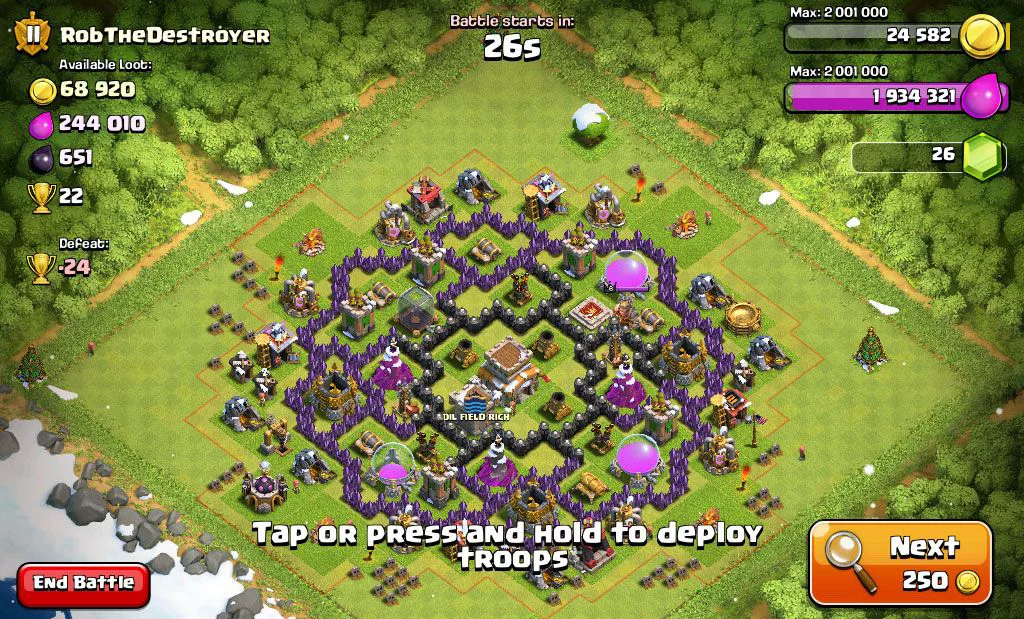 RobTheDestroyer
Available Loot:
68 920
244 010
651
22
Defeat:
-24
Battle starts in:
26s
Max: 2 001 000
24 582
Max: 2 001 000
1 934 321
26
OIL FIELD RICH
Tap or press and hold to deploy
troops
End Battle
Next
250